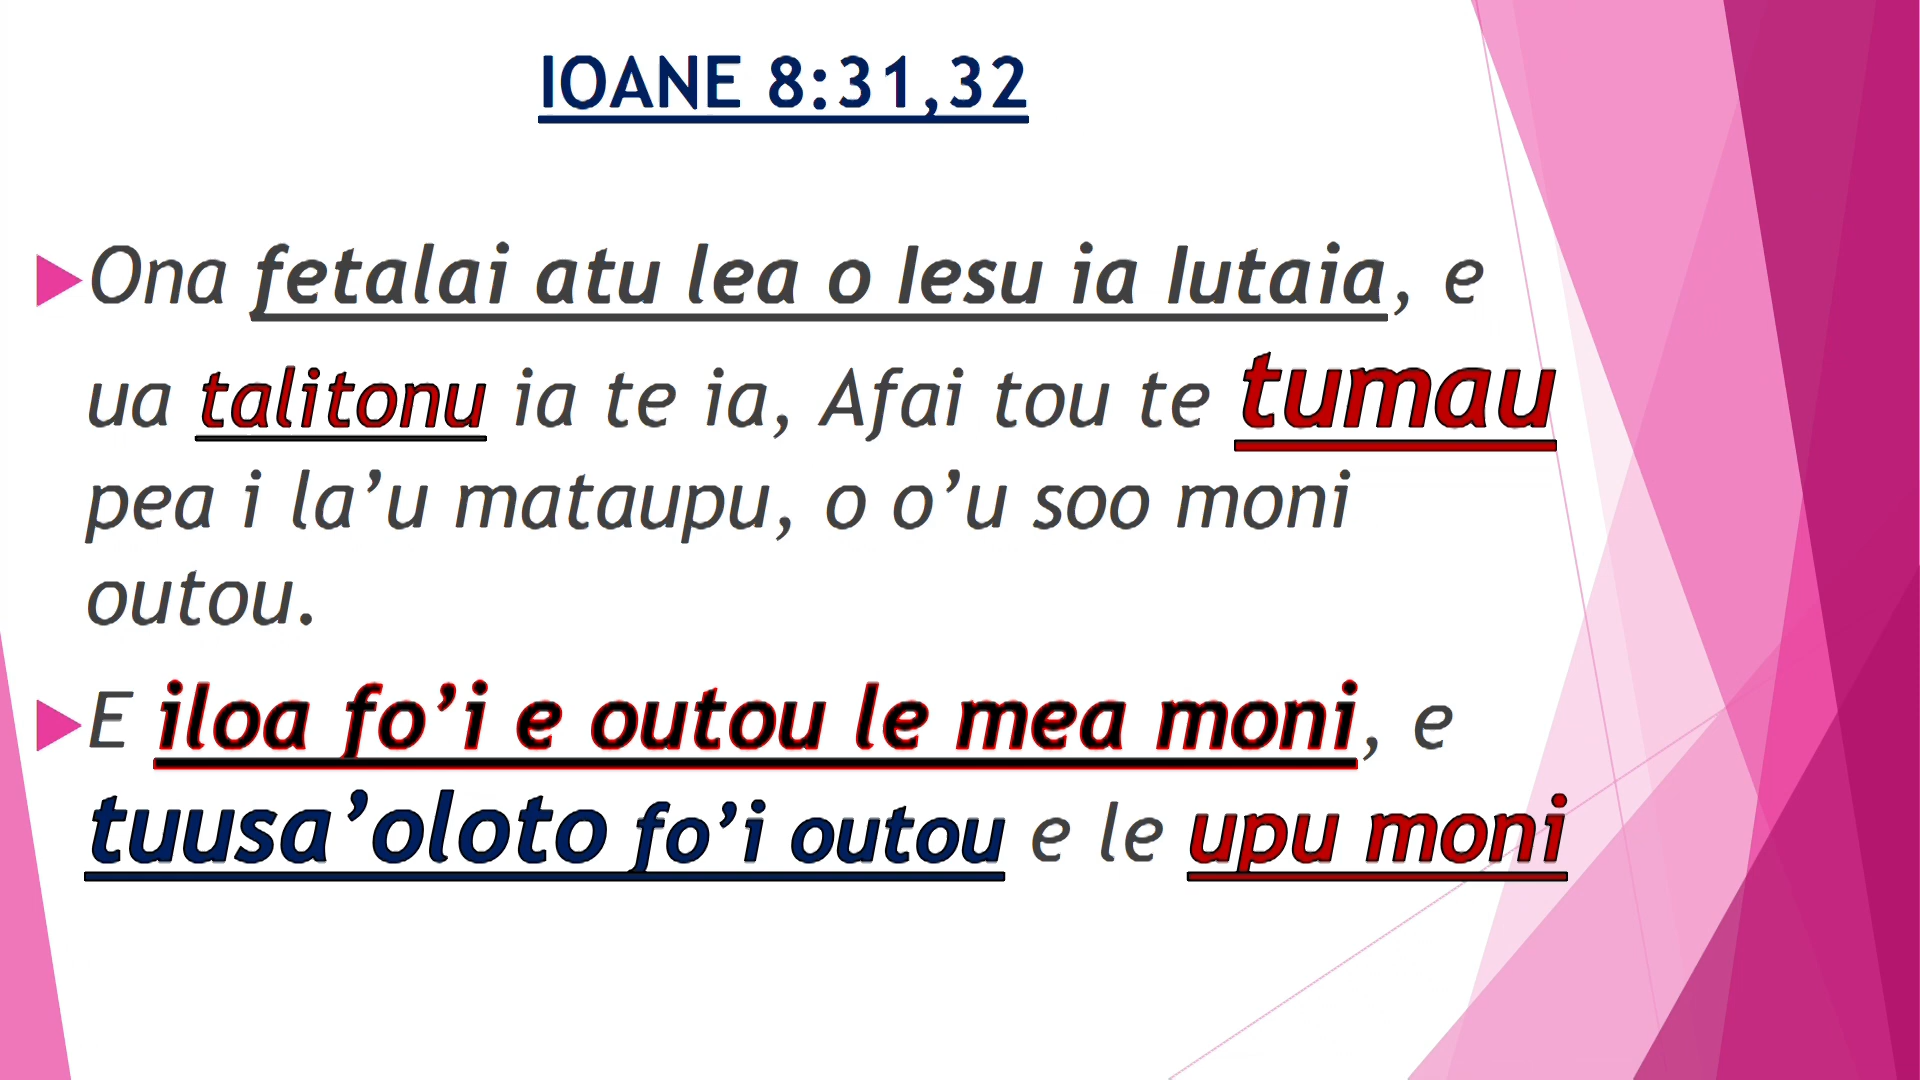 IOANE 8:31,32
Ona fetalai atu lea o Iesu ia Iutaia, e
ua talitonu ia te ia, Afai tou te tumau
pea i la’u mataupu, o o’u soo moni
outou.
E iloa fo’i e outou le mea moni, e
tuusa’oloto fo’i outou e le upu moni